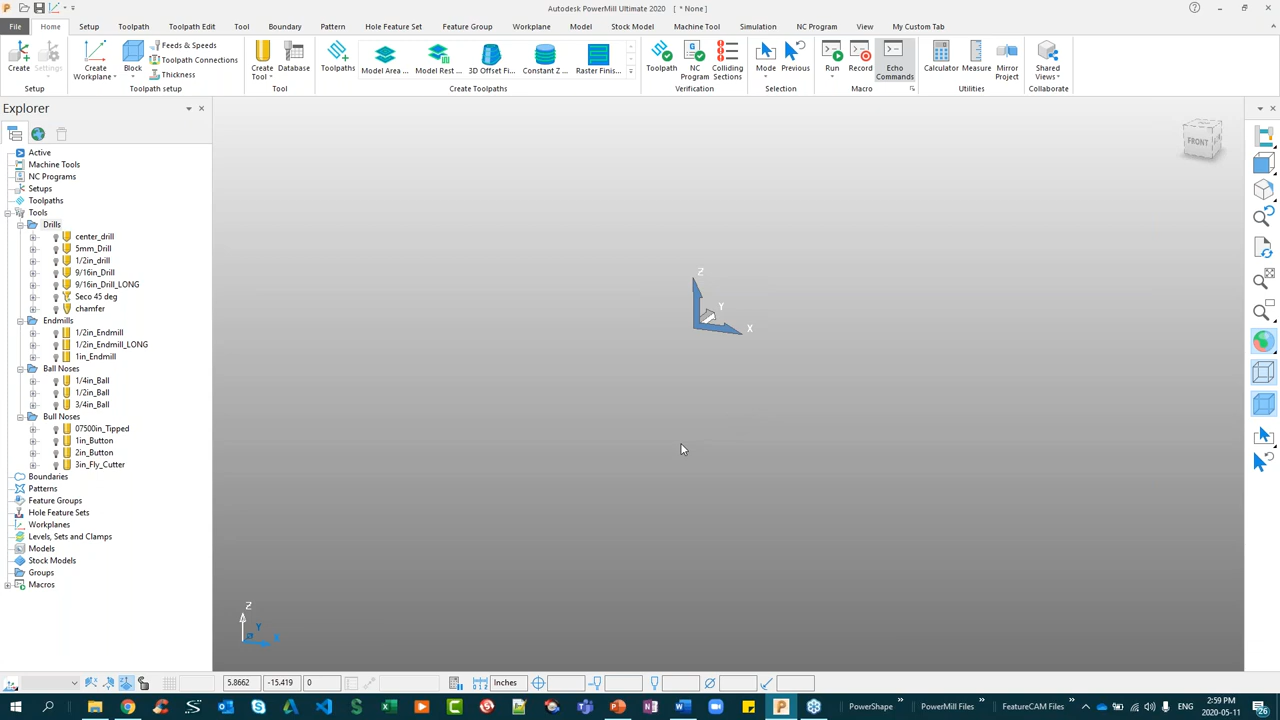 Autodesk PowerMill Ultimate 2020 [ * None ]
File Home Setup Toolpath Toolpath Edit Tool Boundary Pattern Hole Feature Set Feature Group Workplane Model Stock Model Machine Tool Simulation NC Program View My Custom Tab
Create
Settings
Setup
Create Workplane
Block
Feeds & Speeds
Toolpath Connections
Thickness
Toolpath setup
Create Tool
Database
Tool
Toolpaths
Model Area ...
Model Rest ...
3D Offset Fi...
Constant Z ...
Raster Finis...
Create Toolpaths
Toolpath
NC Program
Colliding Sections
Verification
Mode
Previous
Selection
Run
Record
Echo Commands
Macro
Calculator
Measure
Mirror Project
Utilities
Shared Views
Collaborate
Explorer
Active
Machine Tools
NC Programs
Setups
Toolpaths
Tools
Drills
center_drill
5mm_Drill
1/2in_drill
9/16in_Drill
9/16in_Drill_LONG
Seco 45 deg
chamfer
Endmills
1/2in_Endmill
1/2in_Endmill_LONG
1in_Endmill
Ball Noses
1/4in_Ball
1/2in_Ball
3/4in_Ball
Bull Noses
07500in_Tipped
1in_Button
2in_Button
3in_Fly_Cutter
Boundaries
Patterns
Feature Groups
Hole Feature Sets
Workplanes
Levels, Sets and Clamps
Models
Stock Models
Groups
Macros
FRONT
Z
Y
X
Z
Y
X
5.8662 -15.419 0 Inches
PowerShape PowerMill Files FeatureCAM Files ENG 2:59 PM
2020-05-11
26